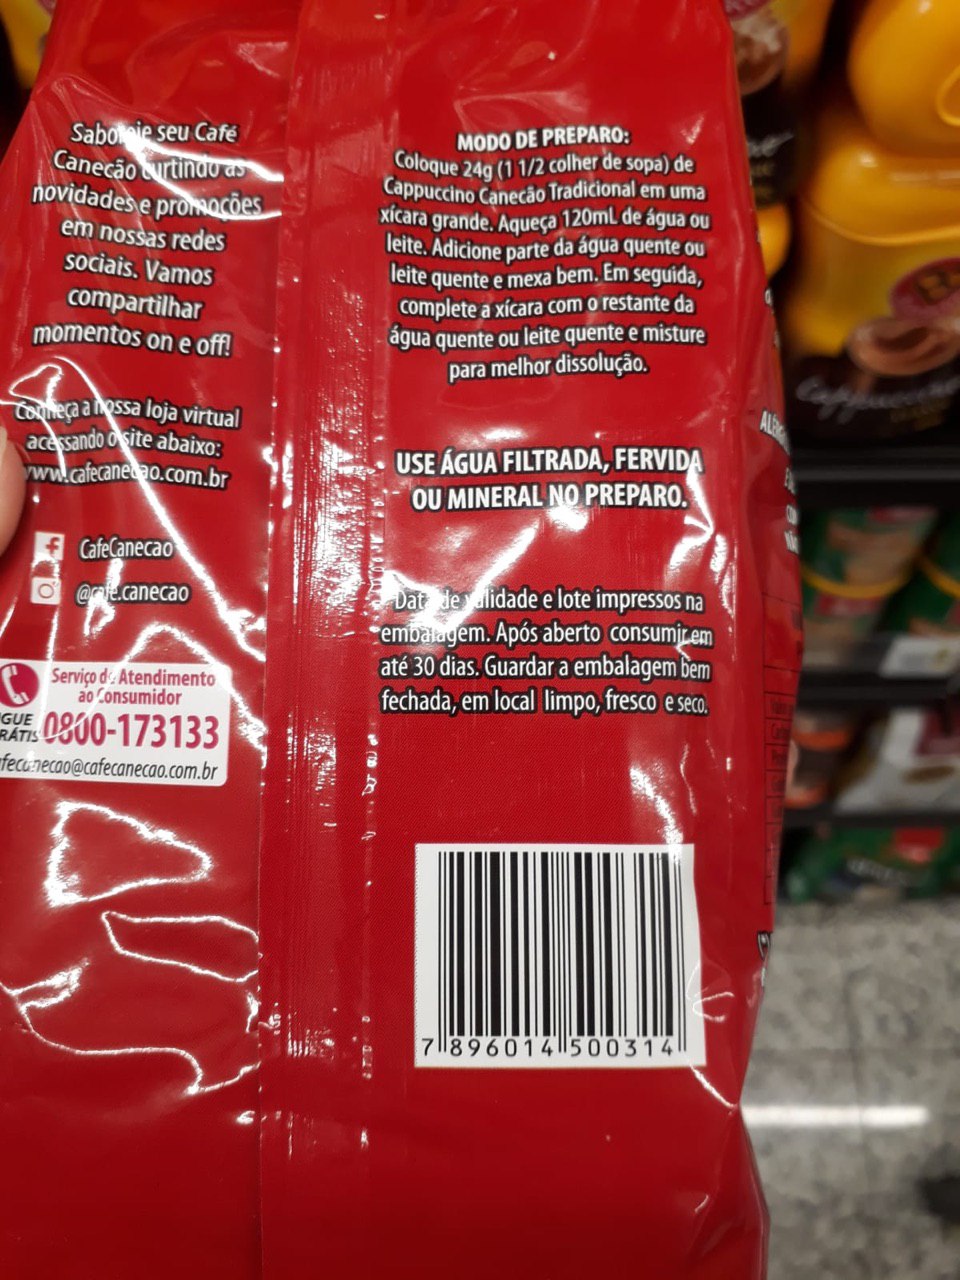 Saboreie seu Café
Canecão curtindo as
novidades e promoções
em nossas redes
sociais. Vamos
compartilhar
momentos on e off!
Conheça a nossa loja virtual
acessando o site abaixo:
www.cafecanecao.com.br
CafeCanecao
@cafe.canecao
Serviço de Atendimento
ao Consumidor
0800-173133
afecanecao@cafecanecao.com.br
MODO DE PREPARO:
Coloque 24g (1 1/2 colher de sopa) de
Cappuccino Canecão Tradicional em uma
xícara grande. Aqueça 120mL de água ou
leite. Adicione parte da água quente ou
leite quente e mexa bem. Em seguida,
complete a xícara com o restante da
água quente ou leite quente e misture
para melhor dissolução.
USE ÁGUA FILTRADA, FERVIDA
OU MINERAL NO PREPARO.
Data de validade e lote impressos na
embalagem. Após aberto consumir em
até 30 dias. Guardar a embalagem bem
fechada, em local limpo, fresco e seco.
7 896014 500314
Cappuccino